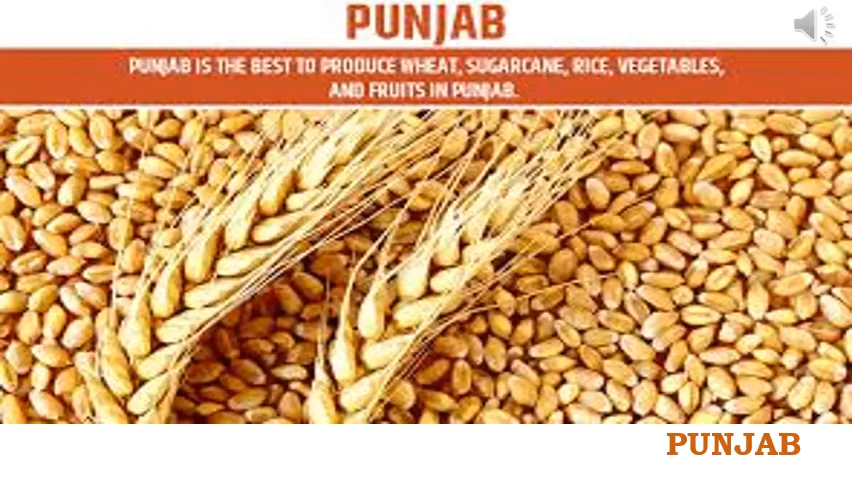 PUNJAB
PUNJAB IS THE BEST TO PRODUCE WHEAT, SUGARCANE, RICE, VEGETABLES,
AND FRUITS IN PUNJAB.
PUNJAB